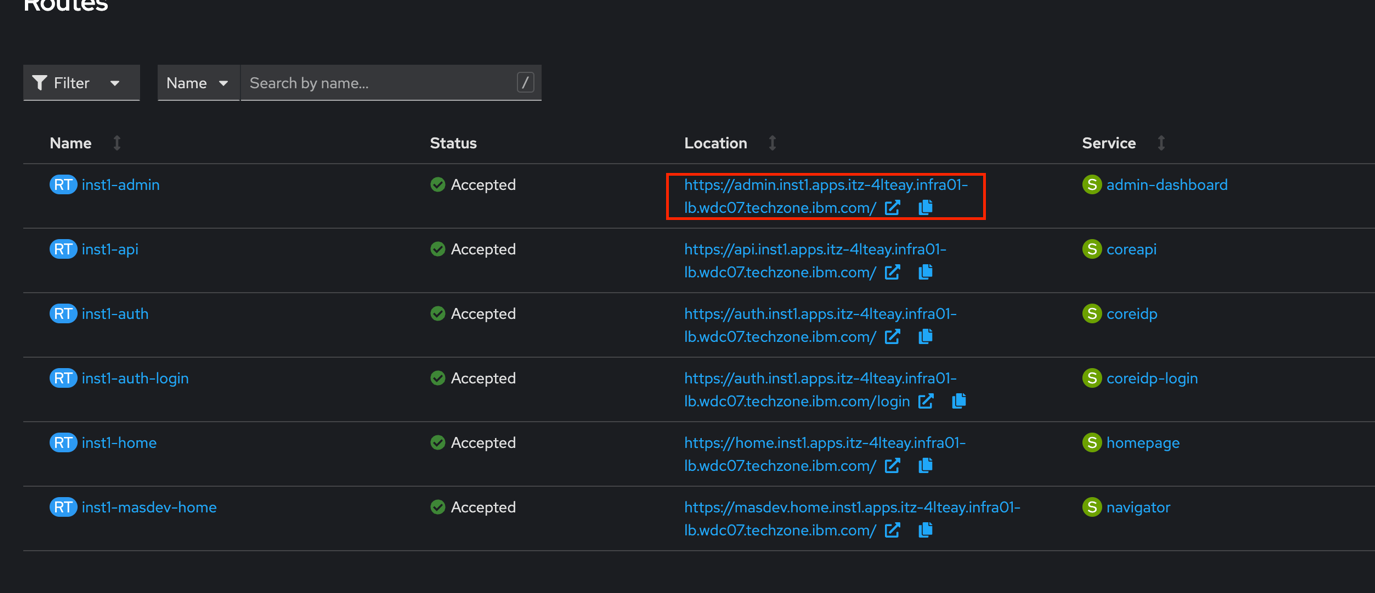 Routes
Filter
Name
Search by name...
/
Name
Status
Location
Service
RT inst1-admin
Accepted
https://admin.inst1.apps.itz-4lteay.infra01-
lb.wdc07.techzone.ibm.com/
S admin-dashboard
RT inst1-api
Accepted
https://api.inst1.apps.itz-4lteay.infra01-
lb.wdc07.techzone.ibm.com/
S coreapi
RT inst1-auth
Accepted
https://auth.inst1.apps.itz-4lteay.infra01-
lb.wdc07.techzone.ibm.com/
S coreidp
RT inst1-auth-login
Accepted
https://auth.inst1.apps.itz-4lteay.infra01-
lb.wdc07.techzone.ibm.com/login
S coreidp-login
RT inst1-home
Accepted
https://home.inst1.apps.itz-4lteay.infra01-
lb.wdc07.techzone.ibm.com/
S homepage
RT inst1-masdev-home
Accepted
https://masdev.home.inst1.apps.itz-4lteay.infra01-
lb.wdc07.techzone.ibm.com/
S navigator